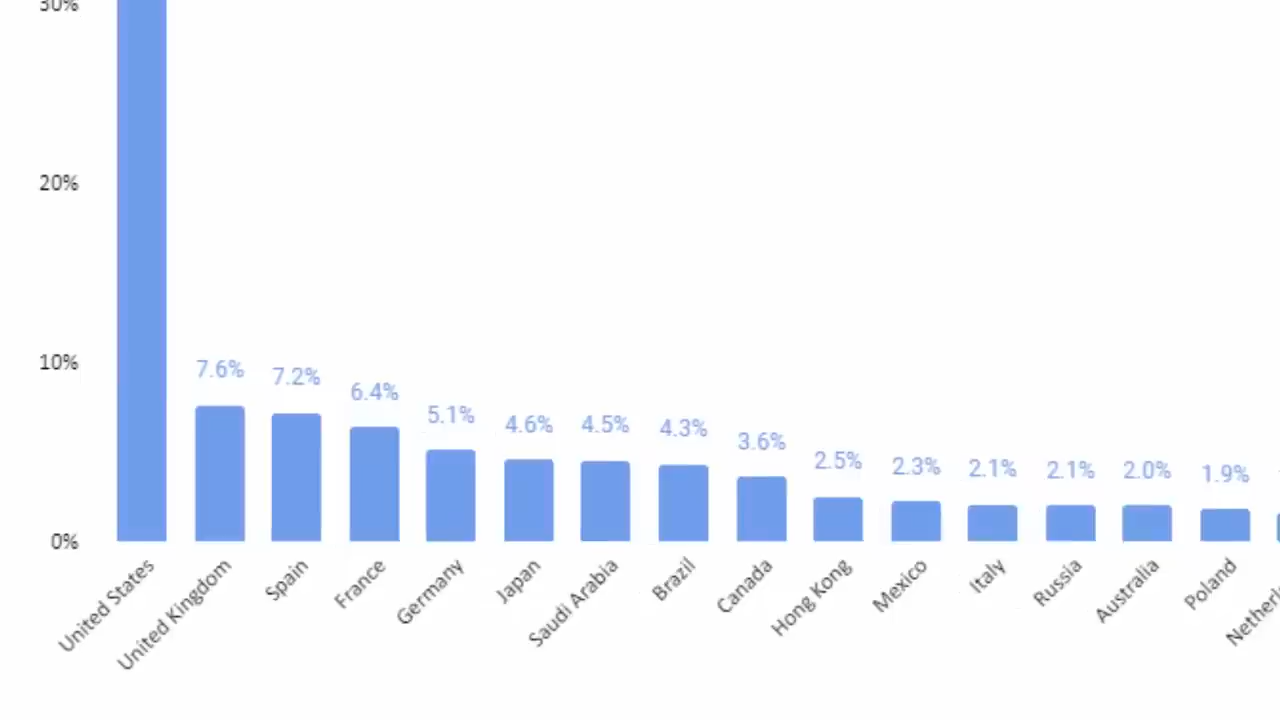 30%
20%
10%
0%
7.6%
7.2%
6.4%
5.1%
4.6%
4.5%
4.3%
3.6%
2.5%
2.3%
2.1%
2.1%
2.0%
1.9%
United States
United Kingdom
Spain
France
Germany
Japan
Saudi Arabia
Brazil
Canada
Hong Kong
Mexico
Italy
Russia
Australia
Poland